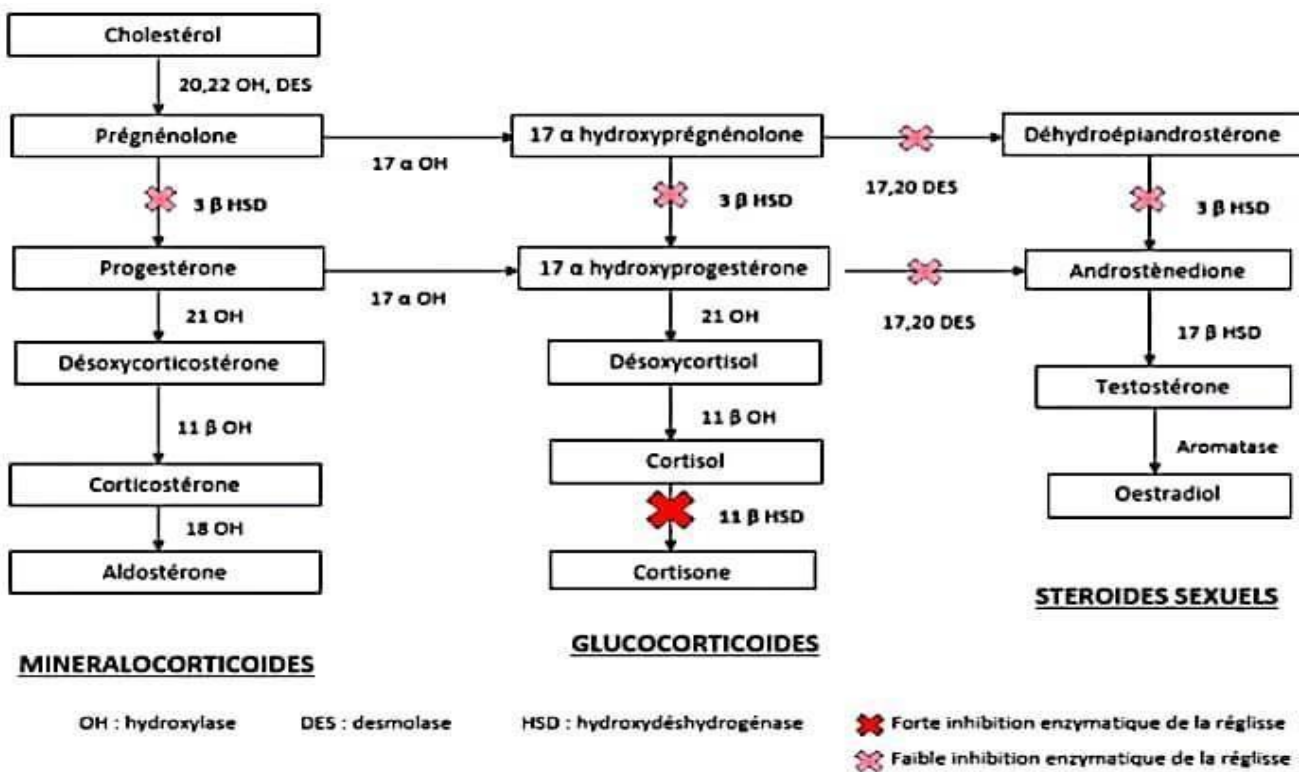 Cholestérol
20,22 OH, DES
Prégnénolone
17 α OH
17 α hydroxyprégnénolone
17,20 DES
Déhydroépiandrostérone
3 β HSD
3 β HSD
3 β HSD
Progestérone
17 α OH
17 α hydroxyprogestérone
17,20 DES
Androstènedione
21 OH
21 OH
17 β HSD
Désoxycorticostérone
Désoxycortisol
Testostérone
11 β OH
11 β OH
Aromatase
Corticostérone
Cortisol
Oestradiol
18 OH
11 β HSD
Aldostérone
Cortisone
STEROIDES SEXUELS
MINERALOCORTICOIDES
GLUCOCORTICOIDES
OH : hydroxylase
DES : desmolase
HSD : hydroxydéshydrogénase
Forte inhibition enzymatique de la réglisse
Faible inhibition enzymatique de la réglisse